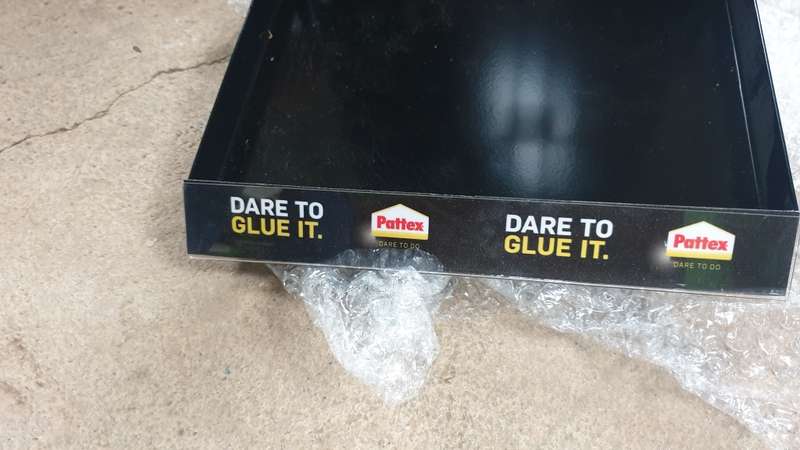 DARE TO
GLUE IT.
Pattex
DARE TO DO
DARE TO
GLUE IT.
Pattex
DARE TO DO